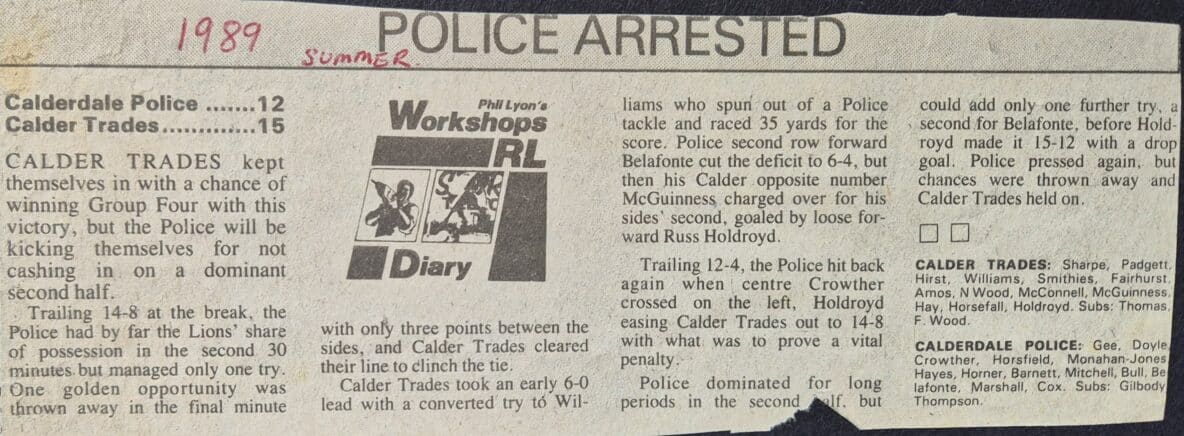 1989
SUMMER
POLICE ARRESTED
Calderdale Police .......12
Calder Trades.............15
CALDER TRADES kept
themselves in with a chance of
winning Group Four with this
victory, but the Police will be
kicking themselves for not
cashing in on a dominant
second half.
Trailing 14-8 at the break, the
Police had by far the Lions' share
of possession in the second 30
minutes but managed only one try.
One golden opportunity was
thrown away in the final minute
Phil Lyon's
Workshops
RL
Diary
with only three points between the
sides, and Calder Trades cleared
their line to clinch the tie.
Calder Trades took an early 6-0
lead with a converted try to Wil-
liams who spun out of a Police
tackle and raced 35 yards for the
score. Police second row forward
Belafonte cut the deficit to 6-4, but
then his Calder opposite number
McGuinness charged over for his
sides' second, goaled by loose for-
ward Russ Holdroyd.
Trailing 12-4, the Police hit back
again when centre Crowther
crossed on the left, Holdroyd
easing Calder Trades out to 14-8
with what was to prove a vital
penalty.
Police dominated for long
periods in the second alf, but
could add only one further try, a
second for Belafonte, before Hold-
royd made it 15-12 with a drop
goal. Police pressed again, but
chances were thrown away and
Calder Trades held on.
CALDER TRADES: Sharpe, Padgett,
Hirst, Williams, Smithies, Fairhurst,
Amos, N Wood, McConnell, McGuinness,
Hay, Horsefall, Holdroyd. Subs: Thomas,
F. Wood.
CALDERDALE POLICE: Gee, Doyle,
Crowther, Horsfield, Monahan-Jones,
Hayes, Horner, Barnett, Mitchell, Bull, Be
lafonte, Marshall, Cox. Subs: Gilbody,
Thompson.